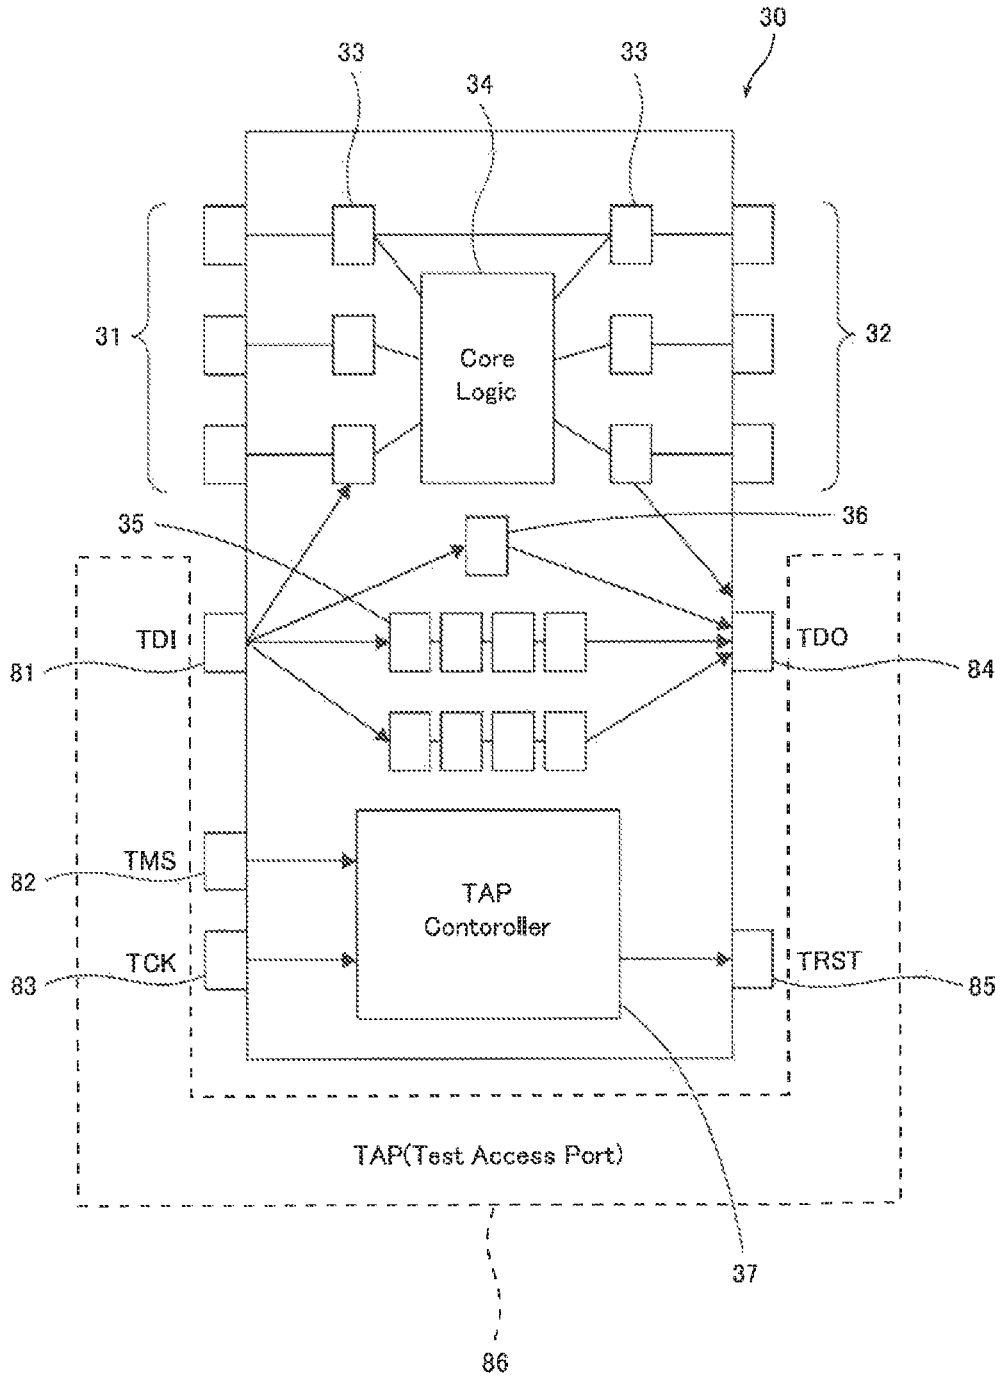 30
33
33
34
31
32
Core
Logic
35
36
TDI
TDO
81
84
TMS
82
TAP
Contoroller
TCK
TRST
83
85
TAP(Test Access Port)
37
86